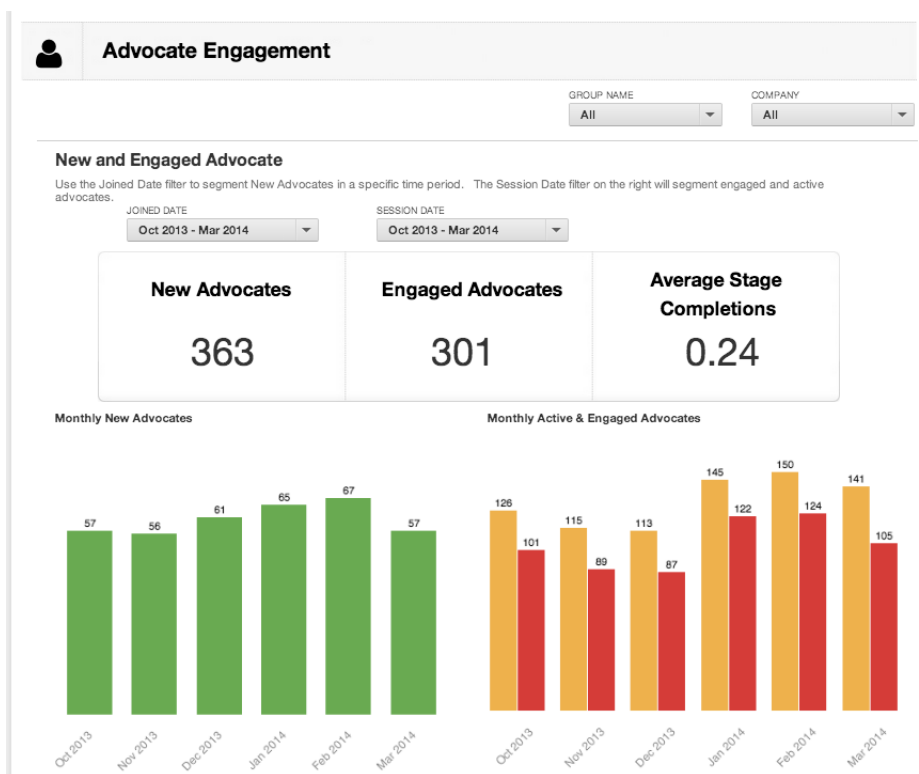 Advocate Engagement
GROUP NAME
COMPANY
All
All
New and Engaged Advocate
Use the Joined Date filter to segment New Advocates in a specific time period. The Session Date filter on the right will segment engaged and active
advocates.
JOINED DATE
SESSION DATE
Oct 2013 - Mar 2014
Oct 2013 - Mar 2014
New Advocates
363
Engaged Advocates
301
Average Stage
Completions
0.24
Monthly New Advocates
57
56
61
65
67
57
Oct 2013
Nov 2013
Dec 2013
Jan 2014
Feb 2014
Mar 2014
Monthly Active & Engaged Advocates
126
101
115
89
113
87
145
122
150
124
141
105
Oct 2013
Nov 2013
Dec 2013
Jan 2014
Feb 2014
Mar 2014